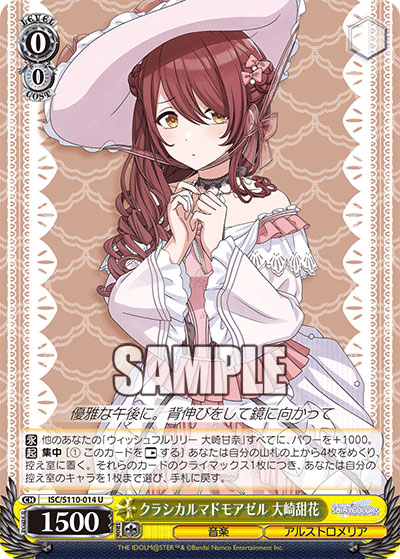 LEVEL
0
0
COST
SAMPLE
優雅な午後に。背伸びをして鏡に向かって
永 他のあなたの「ウィッシュフルリリー 大崎甘奈」すべてに、パワーを+1000。
起 集中 [① このカードを する] あなたは自分の山札の上から4枚をめくり、
控え室に置く。それらのカードのクライマックス1枚につき、あなたは自分の
控え室のキャラを1枚まで選び、手札に戻す。
CH ISC/S110-014 U
1500
クラシカルマドモアゼル 大崎甜花
SHINYCOLORS
音楽
アルストロメリア
THE IDOLM@STER™& ©Bandai Namco Entertainment Inc.